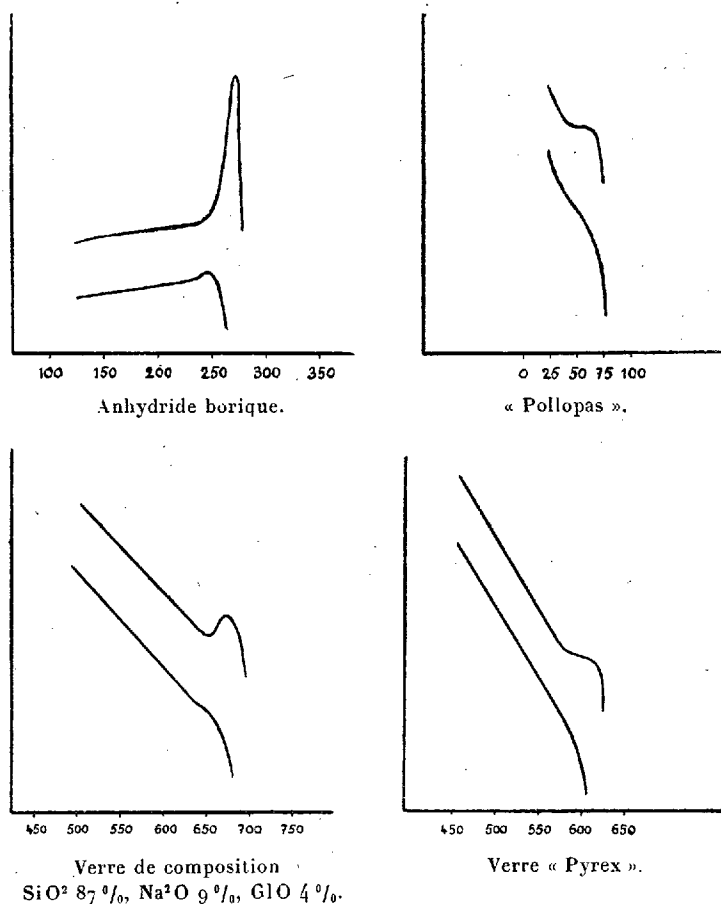 100 150 200 250 300 350
Anhydride borique.
0 25 50 75 100
« Pollopas ».
450 500 550 600 650 700 750
Verre de composition
SiO² 87 %, Na²O 9 %, GlO 4 %.
450 500 550 600 650
Verre « Pyrex ».